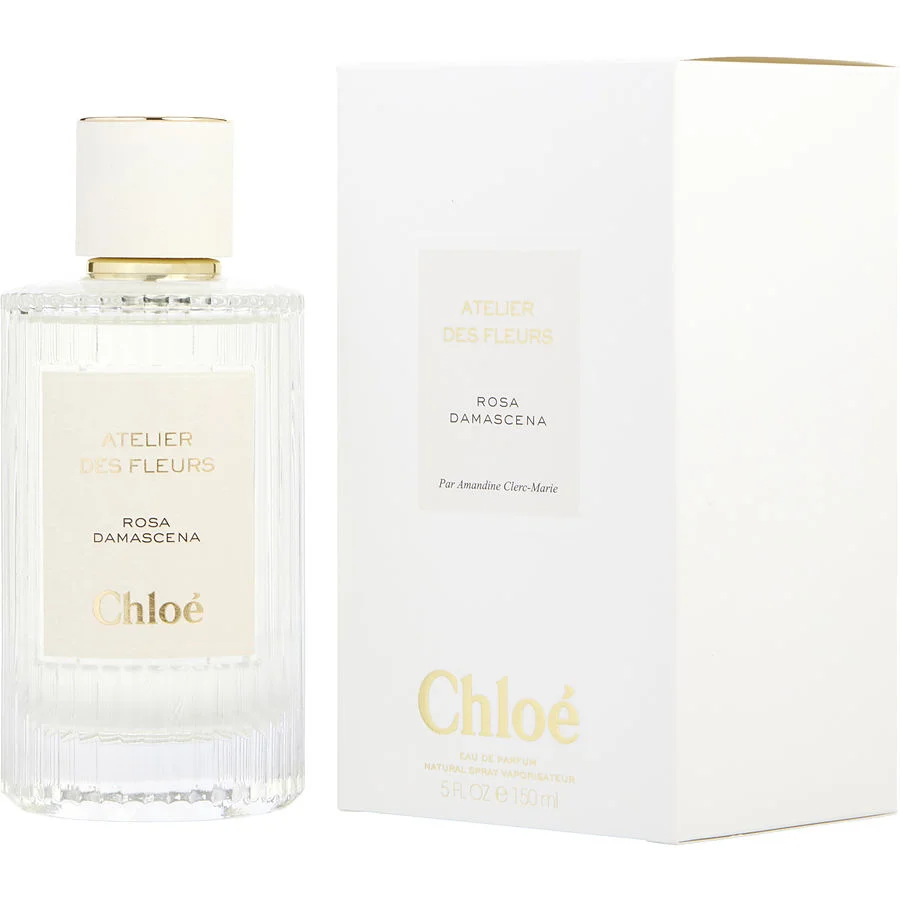 ATELIER
DES FLEURS
ROSA
DAMASCENA
Chloé
ATELIER
DES FLEURS
ROSA
DAMASCENA
Par Amandine Clerc-Marie
Chloé
EAU DE PARFUM
NATURAL SPRAY VAPORISATEUR
5 FL OZ ℮ 150 ml